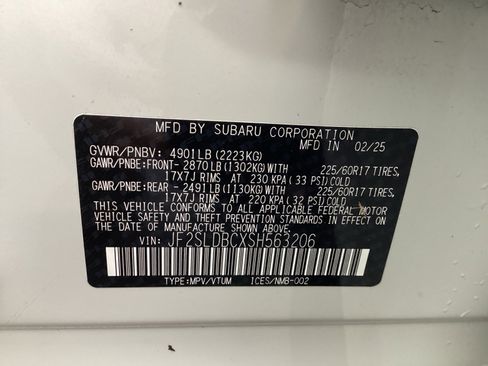 MFD BY SUBARU CORPORATION
GVWR/PNBV: 4901LB (2223KG) MFD IN 02/25
GAWR/PNBE:FRONT- 2870LB (1302KG) WITH 225/60R17 TIRES,
17X7J RIMS AT 230 KPA (33 PSI) COLD
GAWR/PNBE:REAR - 2491LB (1130KG) WITH 225/60R17 TIRES,
17X7J RIMS AT 220 KPA (32 PSI) COLD
THIS VEHICLE CONFORMS TO ALL APPLICABLE FEDERAL MOTOR
VEHICLE SAFETY STANDARDS IN EFFECT ON THE
DATE OF MANUFACTURE SHOWN ABOVE.
VIN: JF2SLDBCXSH563206
TYPE:MPV/VTUM ICES/NMB-002